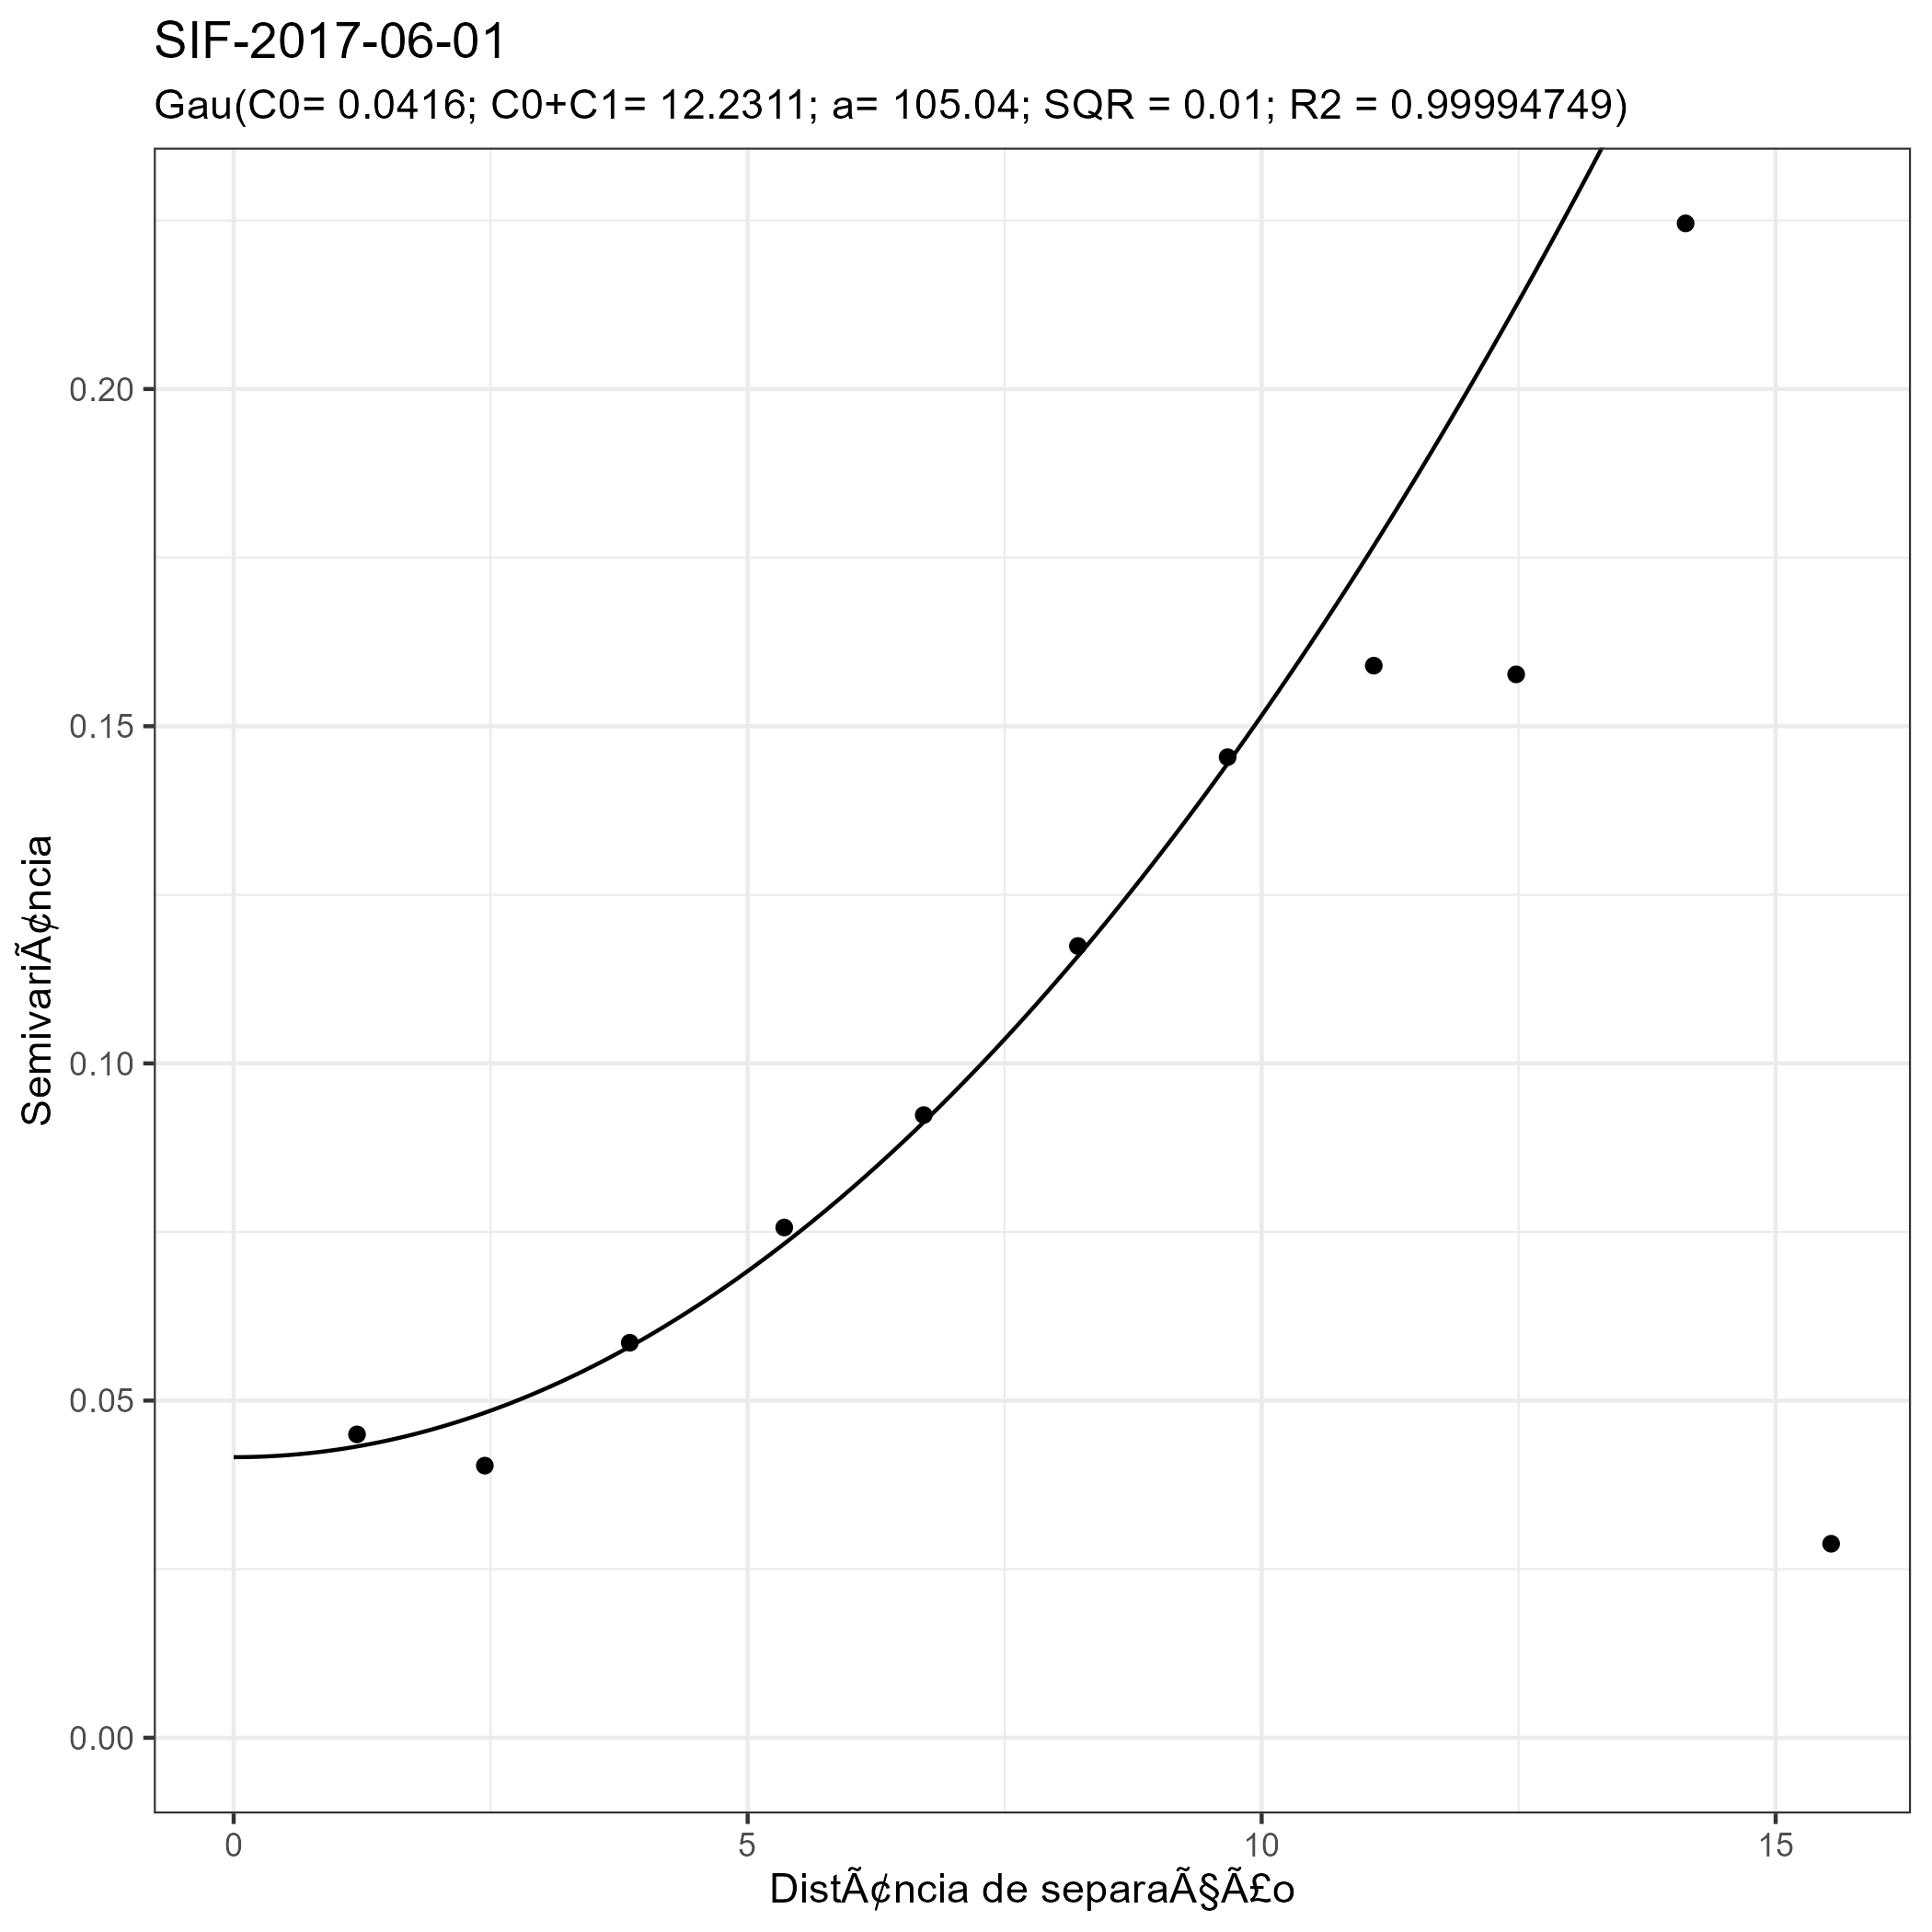 SIF-2017-06-01
Gau(C0= 0.0416; C0+C1= 12.2311; a= 105.04; SQR = 0.01; R2 = 0.99994749)
SemivariÃ¢ncia
0.20
0.15
0.10
0.05
0.00
0 5 10 15
DistÃ¢ncia de separaÃ§Ã£o